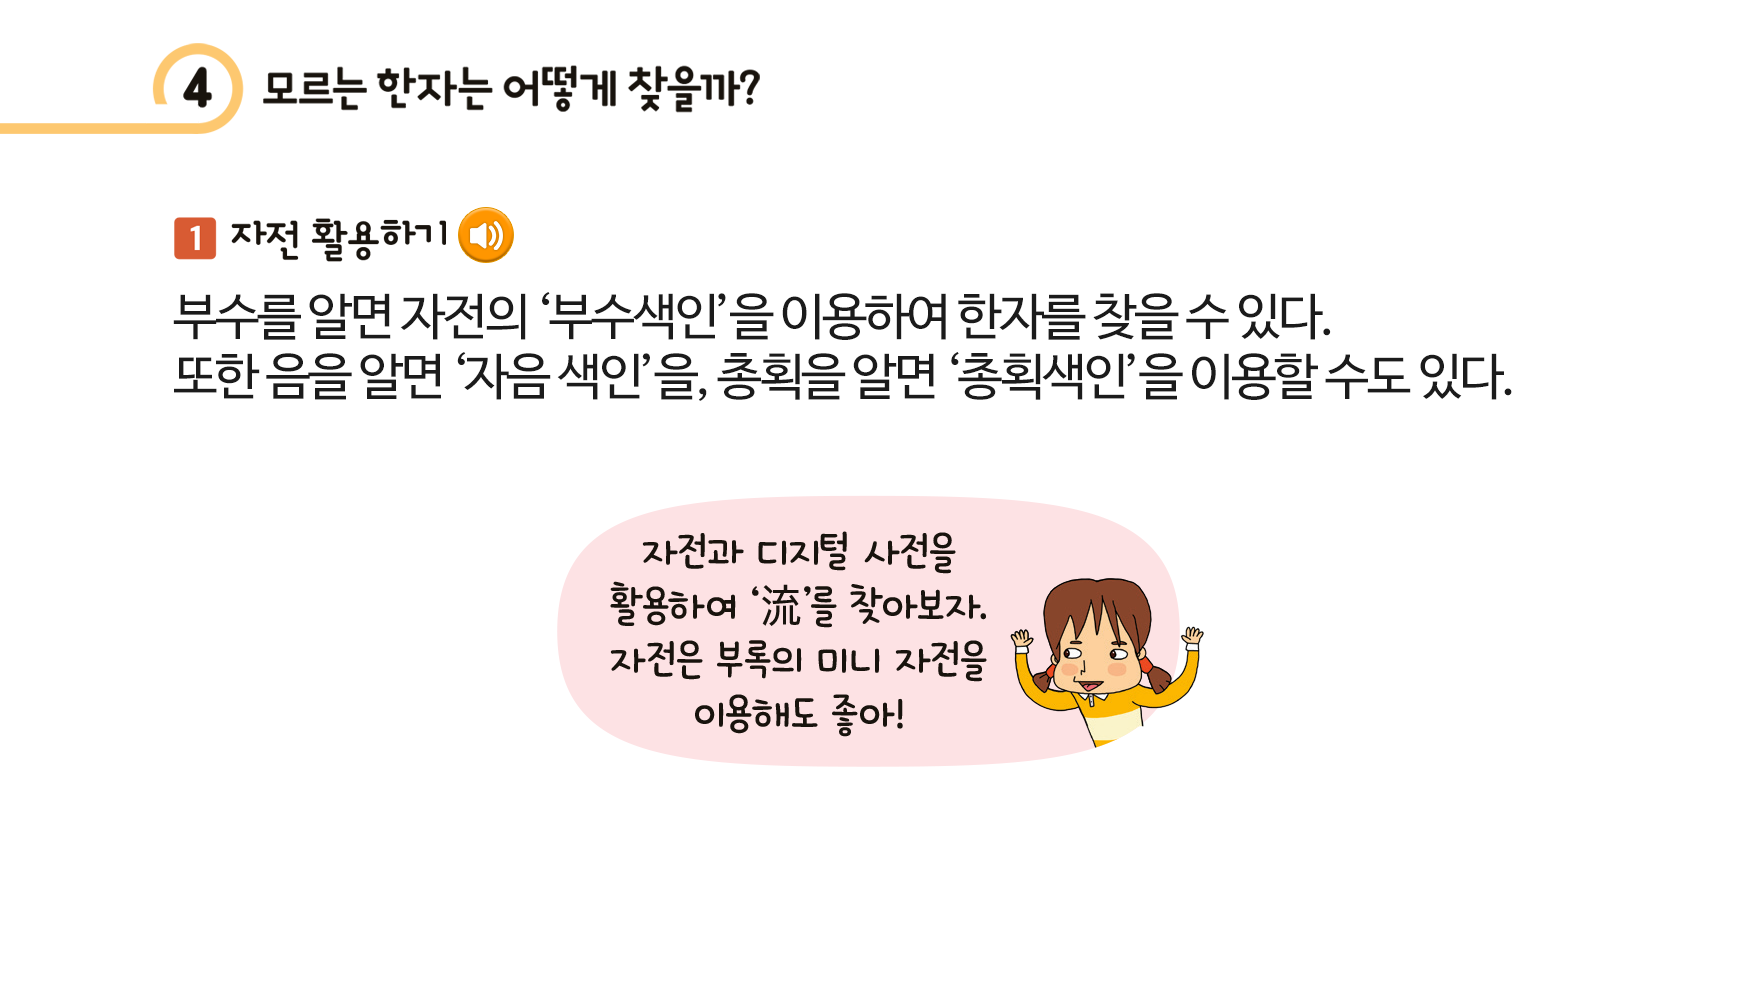 4 모르는 한자는 어떻게 찾을까?
1 자전 활용하기
부수를 알면 자전의 ‘부수색인’을 이용하여 한자를 찾을 수 있다.
또한 음을 알면 ‘자음 색인’을, 총획을 알면 ‘총획색인’을 이용할 수도 있다.
자전과 디지털 사전을
활용하여 ‘流’를 찾아보자.
자전은 부록의 미니 자전을
이용해도 좋아!